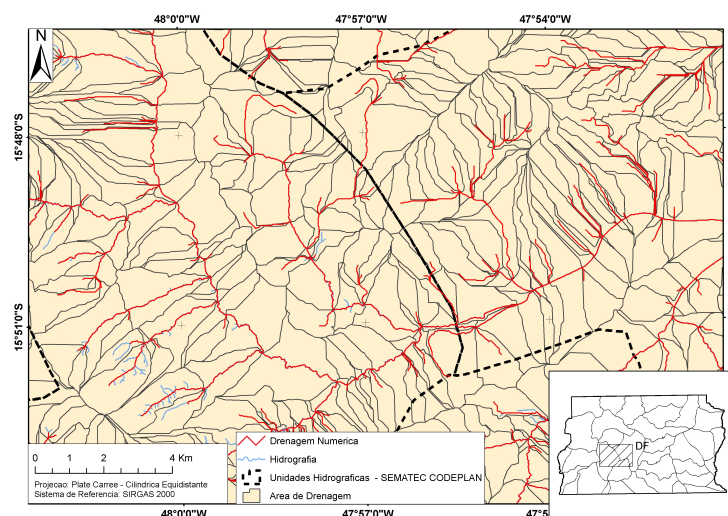 48°0'0"W 47°57'0"W 47°54'0"W
N
15°48'0"S
15°51'0"S
0 1 2 4 Km
Projecao: Plate Carree - Cilindrica Equidistante
Sistema de Referencia: SIRGAS 2000
Drenagem Numerica
Hidrografia
Unidades Hidrograficas - SEMATEC CODEPLAN
Area de Drenagem
DF
48°0'0"W 47°57'0"W 47°5